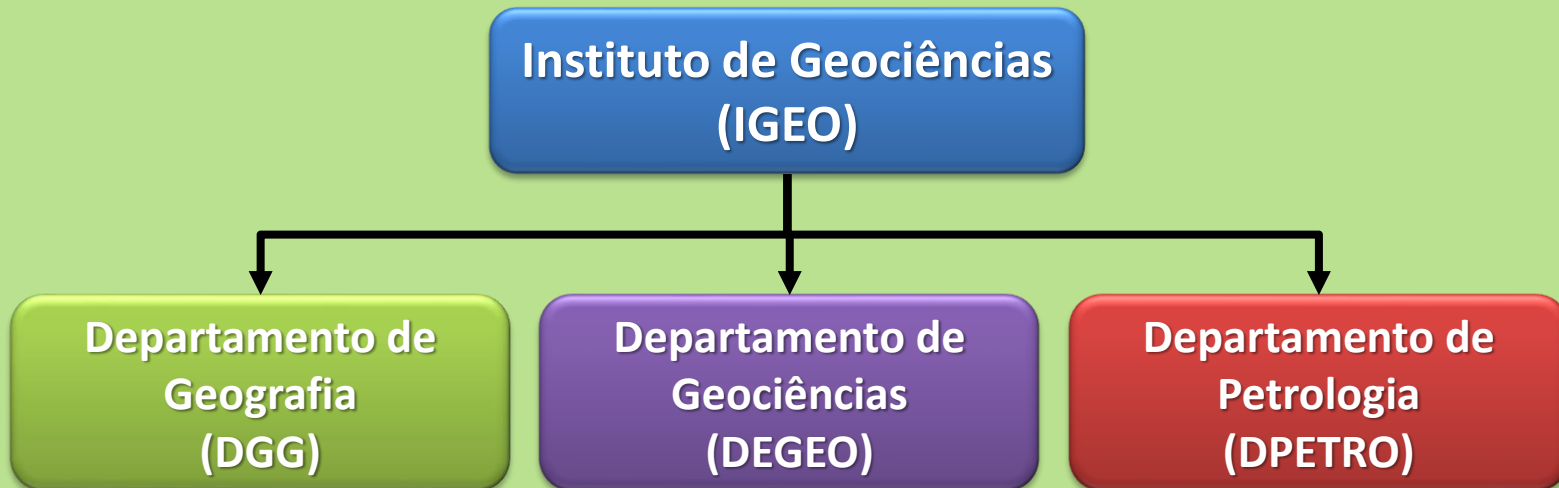 Instituto de Geociências
(IGEO)
Departamento de
Geografia
(DGG)
Departamento de
Geociências
(DEGEO)
Departamento de
Petrologia
(DPETRO)